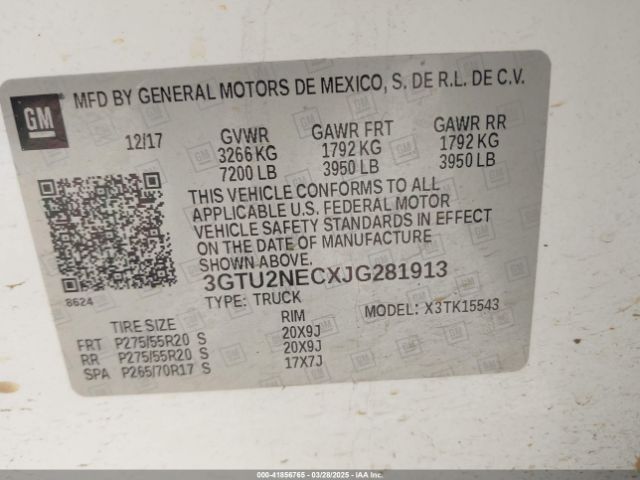 GM
MFD BY GENERAL MOTORS DE MEXICO, S. DE R.L. DE C.V.
12/17 GVWR GAWR FRT GAWR RR
3266 KG 1792 KG 1792 KG
7200 LB 3950 LB 3950 LB
THIS VEHICLE CONFORMS TO ALL
APPLICABLE U.S. FEDERAL MOTOR
VEHICLE SAFETY STANDARDS IN EFFECT
ON THE DATE OF MANUFACTURE
SHOWN ABOVE.
8624
3GTU2NECXJG281913
TYPE: TRUCK MODEL: X3TK15543
TIRE SIZE RIM
FRT P275/55R20 S 20X9J
RR P275/55R20 S 20X9J
SPA P265/70R17 S 17X7J
000-41856765 - 03/28/2025 - IAAI.com